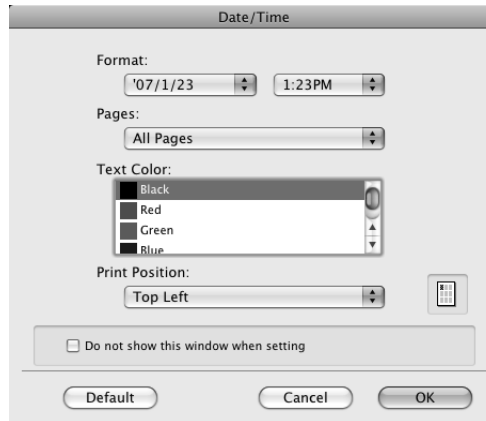 Date/Time
Format:
'07/1/23 1:23PM
Pages:
All Pages
Text Color:
Black
Red
Green
Blue
Print Position:
Top Left
Do not show this window when setting
Default Cancel OK